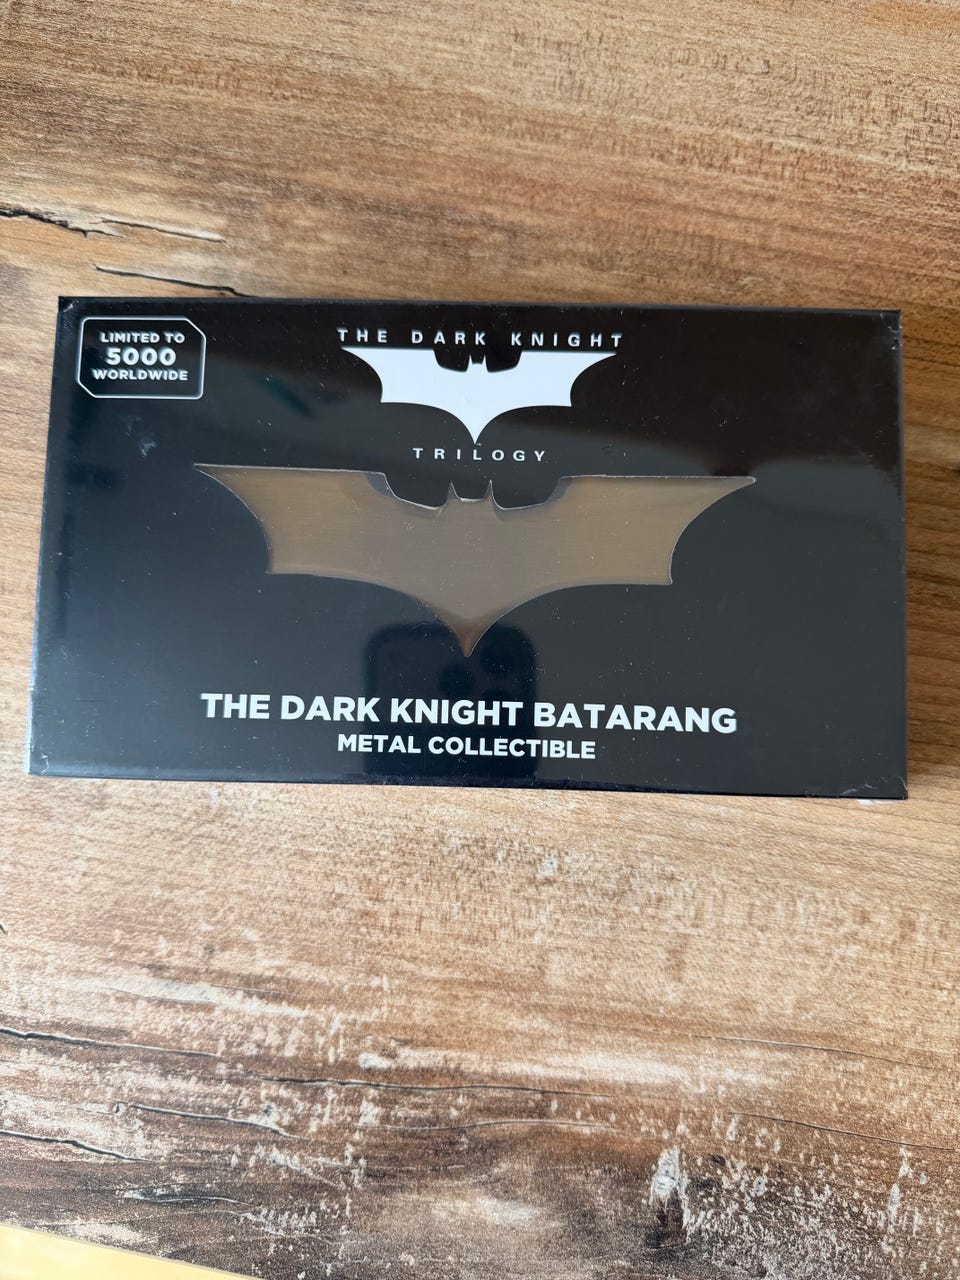 LIMITED TO
5000
WORLDWIDE
THE DARK KNIGHT
TRILOGY
THE DARK KNIGHT BATARANG
METAL COLLECTIBLE